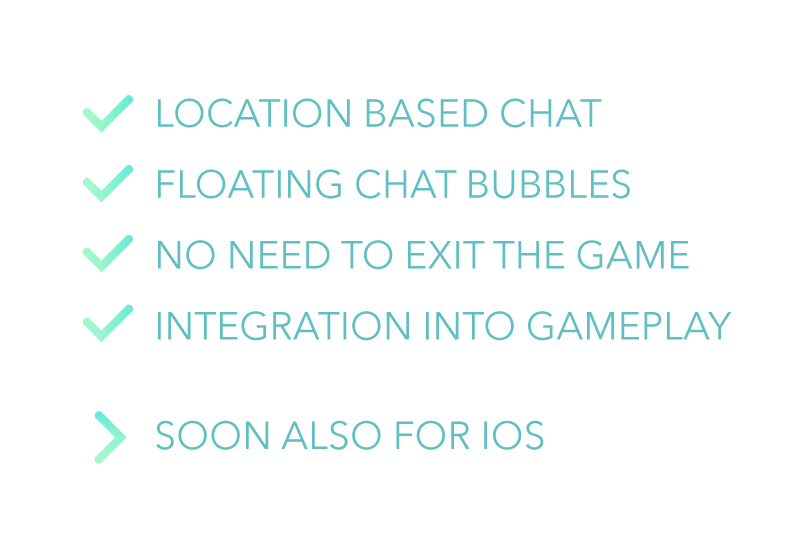 LOCATION BASED CHAT
FLOATING CHAT BUBBLES
NO NEED TO EXIT THE GAME
INTEGRATION INTO GAMEPLAY
SOON ALSO FOR IOS